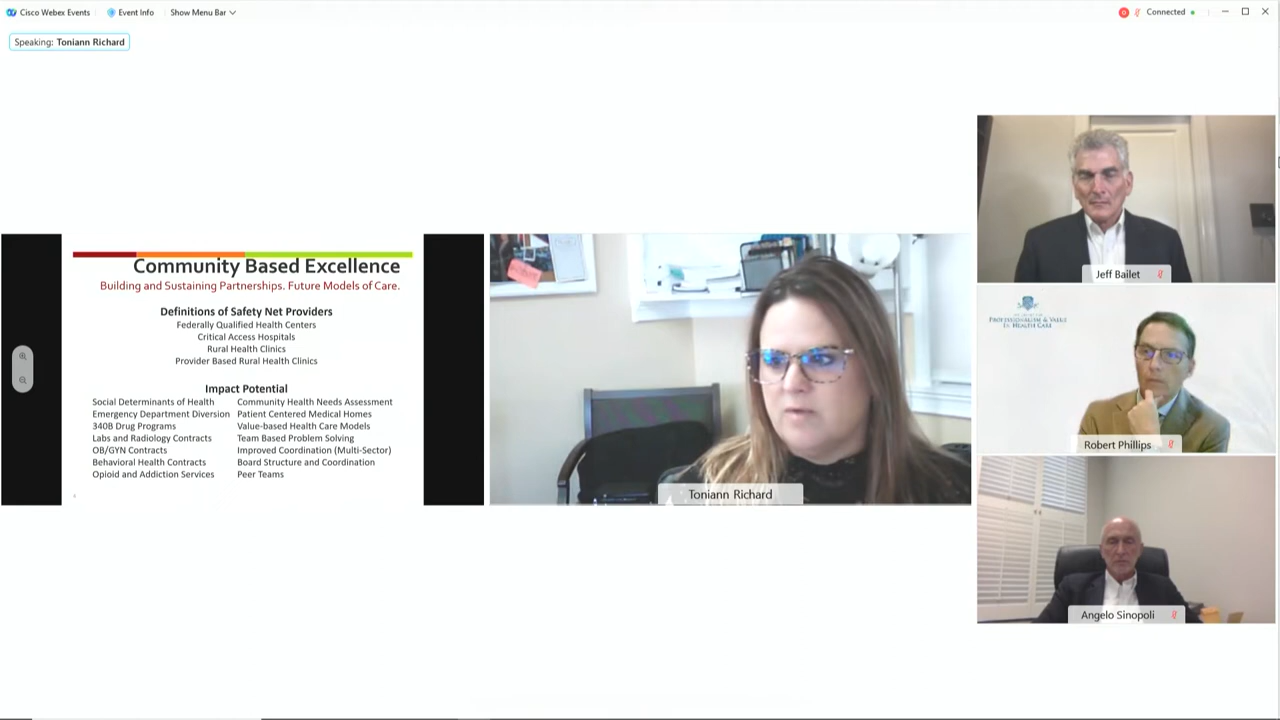 Cisco Webex Events
Event Info
Show Menu Bar
Connected
Speaking: Toniann Richard
Community Based Excellence
Building and Sustaining Partnerships. Future Models of Care.
Definitions of Safety Net Providers
Federally Qualified Health Centers
Critical Access Hospitals
Rural Health Clinics
Provider Based Rural Health Clinics
Impact Potential
Social Determinants of Health
Emergency Department Diversion
340B Drug Programs
Labs and Radiology Contracts
OB/GYN Contracts
Behavioral Health Contracts
Opioid and Addiction Services
Community Health Needs Assessment
Patient Centered Medical Homes
Value-based Health Care Models
Team Based Problem Solving
Improved Coordination (Multi-Sector)
Board Structure and Coordination
Peer Teams
Toniann Richard
Jeff Bailet
PROFESSIONALISM & VALUE
IN HEALTH CARE
Robert Phillips
Angelo Sinopoli